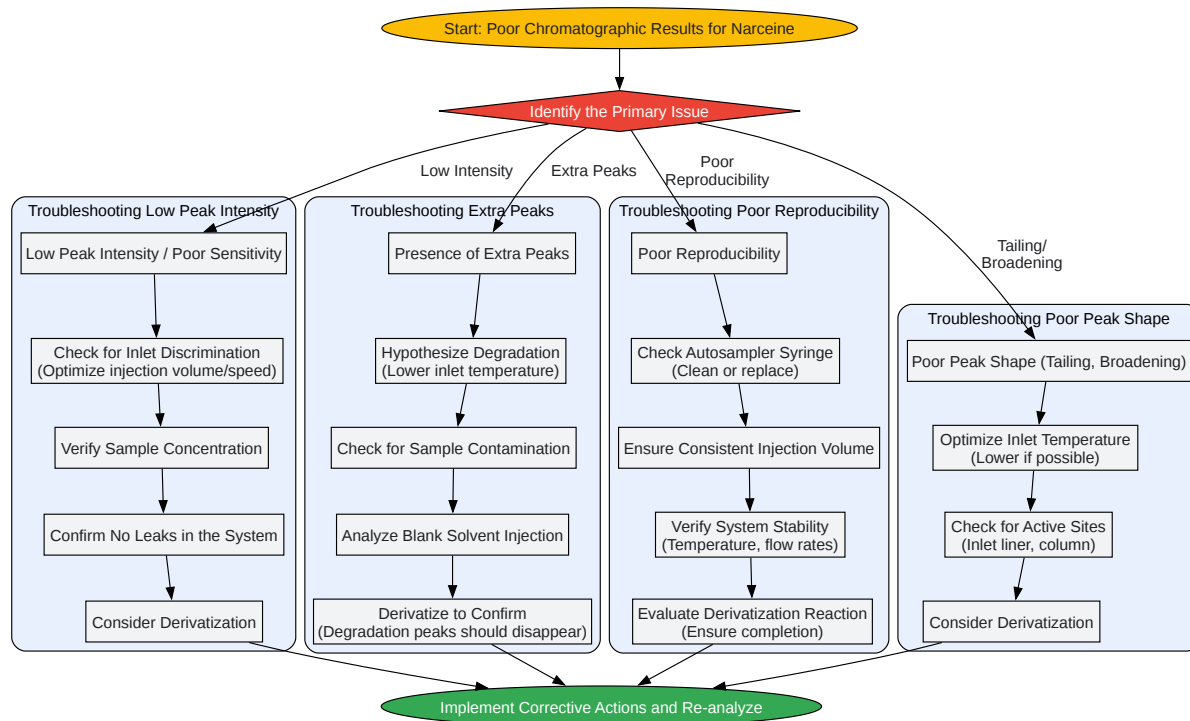 Start: Poor Chromatographic Results for Narceine
Identify the Primary Issue
Low Intensity
Extra Peaks
Poor
Reproducibility
Tailing/
Broadening
Troubleshooting Low Peak Intensity
Low Peak Intensity / Poor Sensitivity
Check for Inlet Discrimination
(Optimize injection volume/speed)
Verify Sample Concentration
Confirm No Leaks in the System
Consider Derivatization
Troubleshooting Extra Peaks
Presence of Extra Peaks
Hypothesize Degradation
(Lower inlet temperature)
Check for Sample Contamination
Analyze Blank Solvent Injection
Derivatize to Confirm
(Degradation peaks should disappear)
Troubleshooting Poor Reproducibility
Poor Reproducibility
Check Autosampler Syringe
(Clean or replace)
Ensure Consistent Injection Volume
Verify System Stability
(Temperature, flow rates)
Evaluate Derivatization Reaction
(Ensure completion)
Troubleshooting Poor Peak Shape
Poor Peak Shape (Tailing, Broadening)
Optimize Inlet Temperature
(Lower if possible)
Check for Active Sites
(Inlet liner, column)
Consider Derivatization
Implement Corrective Actions and Re-analyze